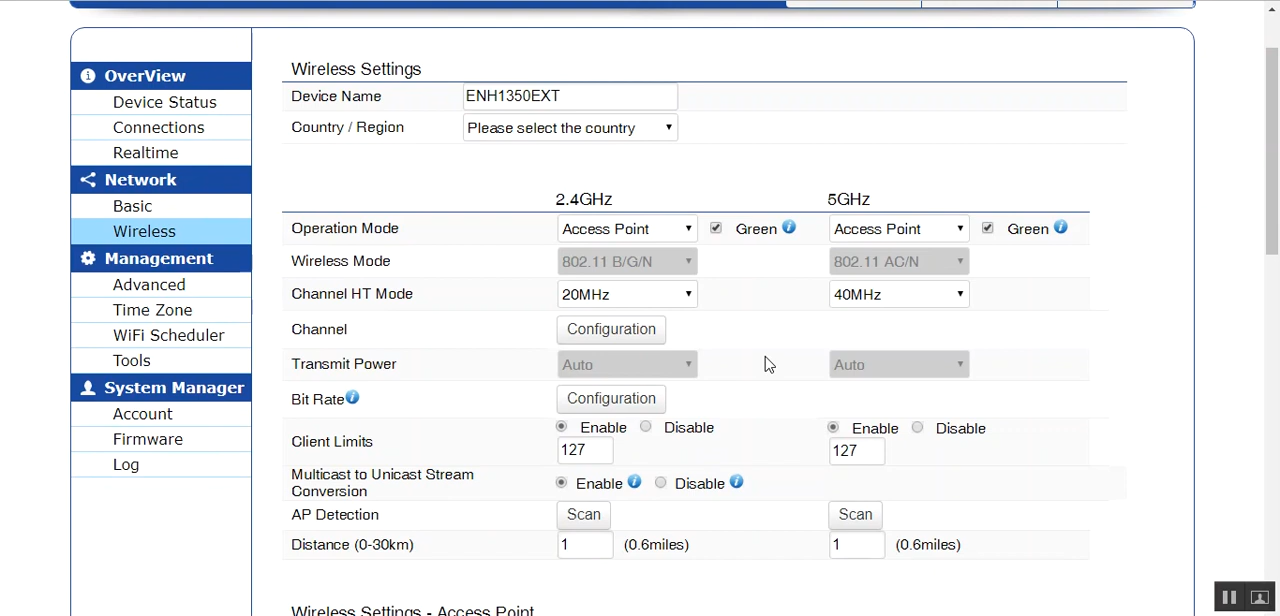 OverView
Device Status
Connections
Realtime
Network
Basic
Wireless
Management
Advanced
Time Zone
WiFi Scheduler
Tools
System Manager
Account
Firmware
Log
Wireless Settings
Device Name ENH1350EXT
Country / Region Please select the country
2.4GHz 5GHz
Operation Mode Access Point Green Access Point Green
Wireless Mode 802.11 B/G/N 802.11 AC/N
Channel HT Mode 20MHz 40MHz
Channel Configuration
Transmit Power Auto Auto
Bit Rate Configuration
Client Limits Enable Disable Enable Disable
127 127
Multicast to Unicast Stream
Conversion Enable Disable
AP Detection Scan Scan
Distance (0-30km) 1 (0.6miles) 1 (0.6miles)
Wireless Settings - Access Point